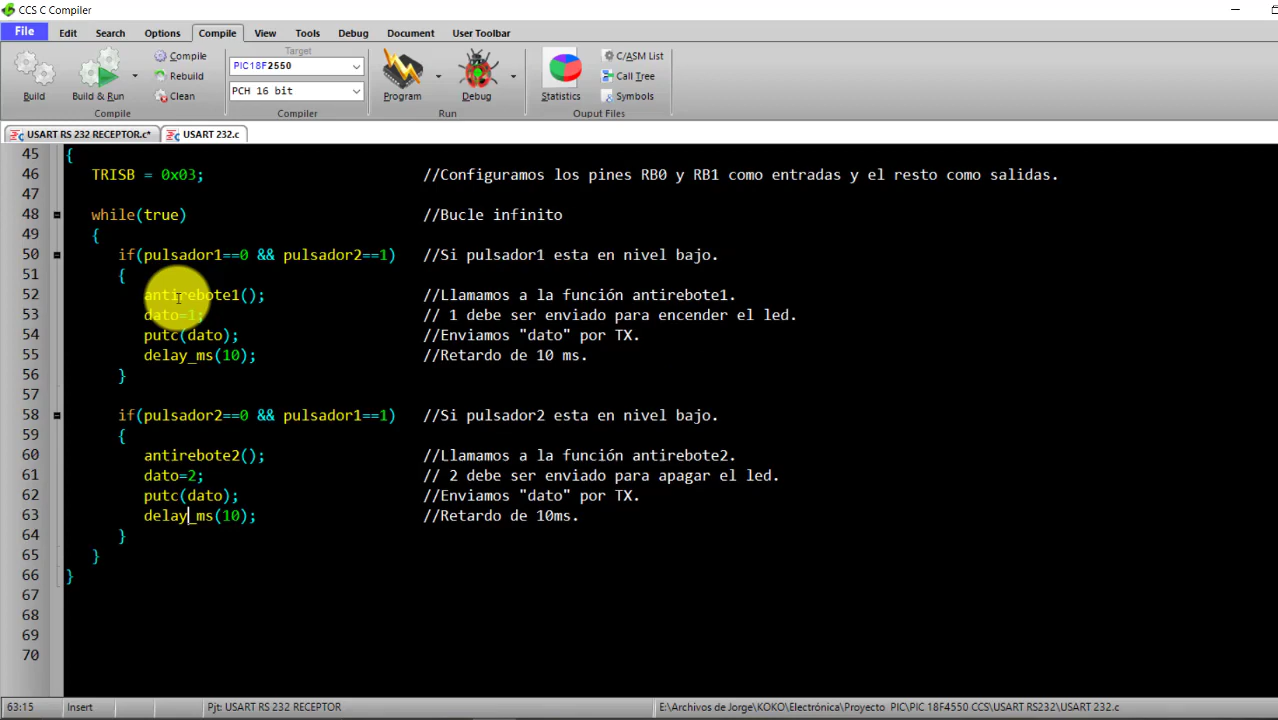 CCS C Compiler
File Edit Search Options Compile View Tools Debug Document User Toolbar
Build
Build & Run
Compile
Rebuild
Clean
Compile
Target
PIC18F2550
PCH 16 bit
Compiler
Program
Debug
Run
Statistics
C/ASM List
Call Tree
Symbols
Ouput Files
USART RS 232 RECEPTOR.c* USART 232.c
45 {
46 TRISB = 0x03; //Configuramos los pines RB0 y RB1 como entradas y el resto como salidas.
47
48 while(true) //Bucle infinito
49 {
50 if(pulsador1==0 && pulsador2==1) //Si pulsador1 esta en nivel bajo.
51 {
52 antirebote1(); //Llamamos a la función antirebote1.
53 dato=1; // 1 debe ser enviado para encender el led.
54 putc(dato); //Enviamos "dato" por TX.
55 delay_ms(10); //Retardo de 10 ms.
56 }
57
58 if(pulsador2==0 && pulsador1==1) //Si pulsador2 esta en nivel bajo.
59 {
60 antirebote2(); //Llamamos a la función antirebote2.
61 dato=2; // 2 debe ser enviado para apagar el led.
62 putc(dato); //Enviamos "dato" por TX.
63 delay_ms(10); //Retardo de 10ms.
64 }
65 }
66 }
67
68
69
70
63:15 Insert Pjt: USART RS 232 RECEPTOR E:\Archivos de Jorge\KOKO\Electrónica\Proyecto PIC\PIC 18F4550 CCS\USART RS232\USART 232.c